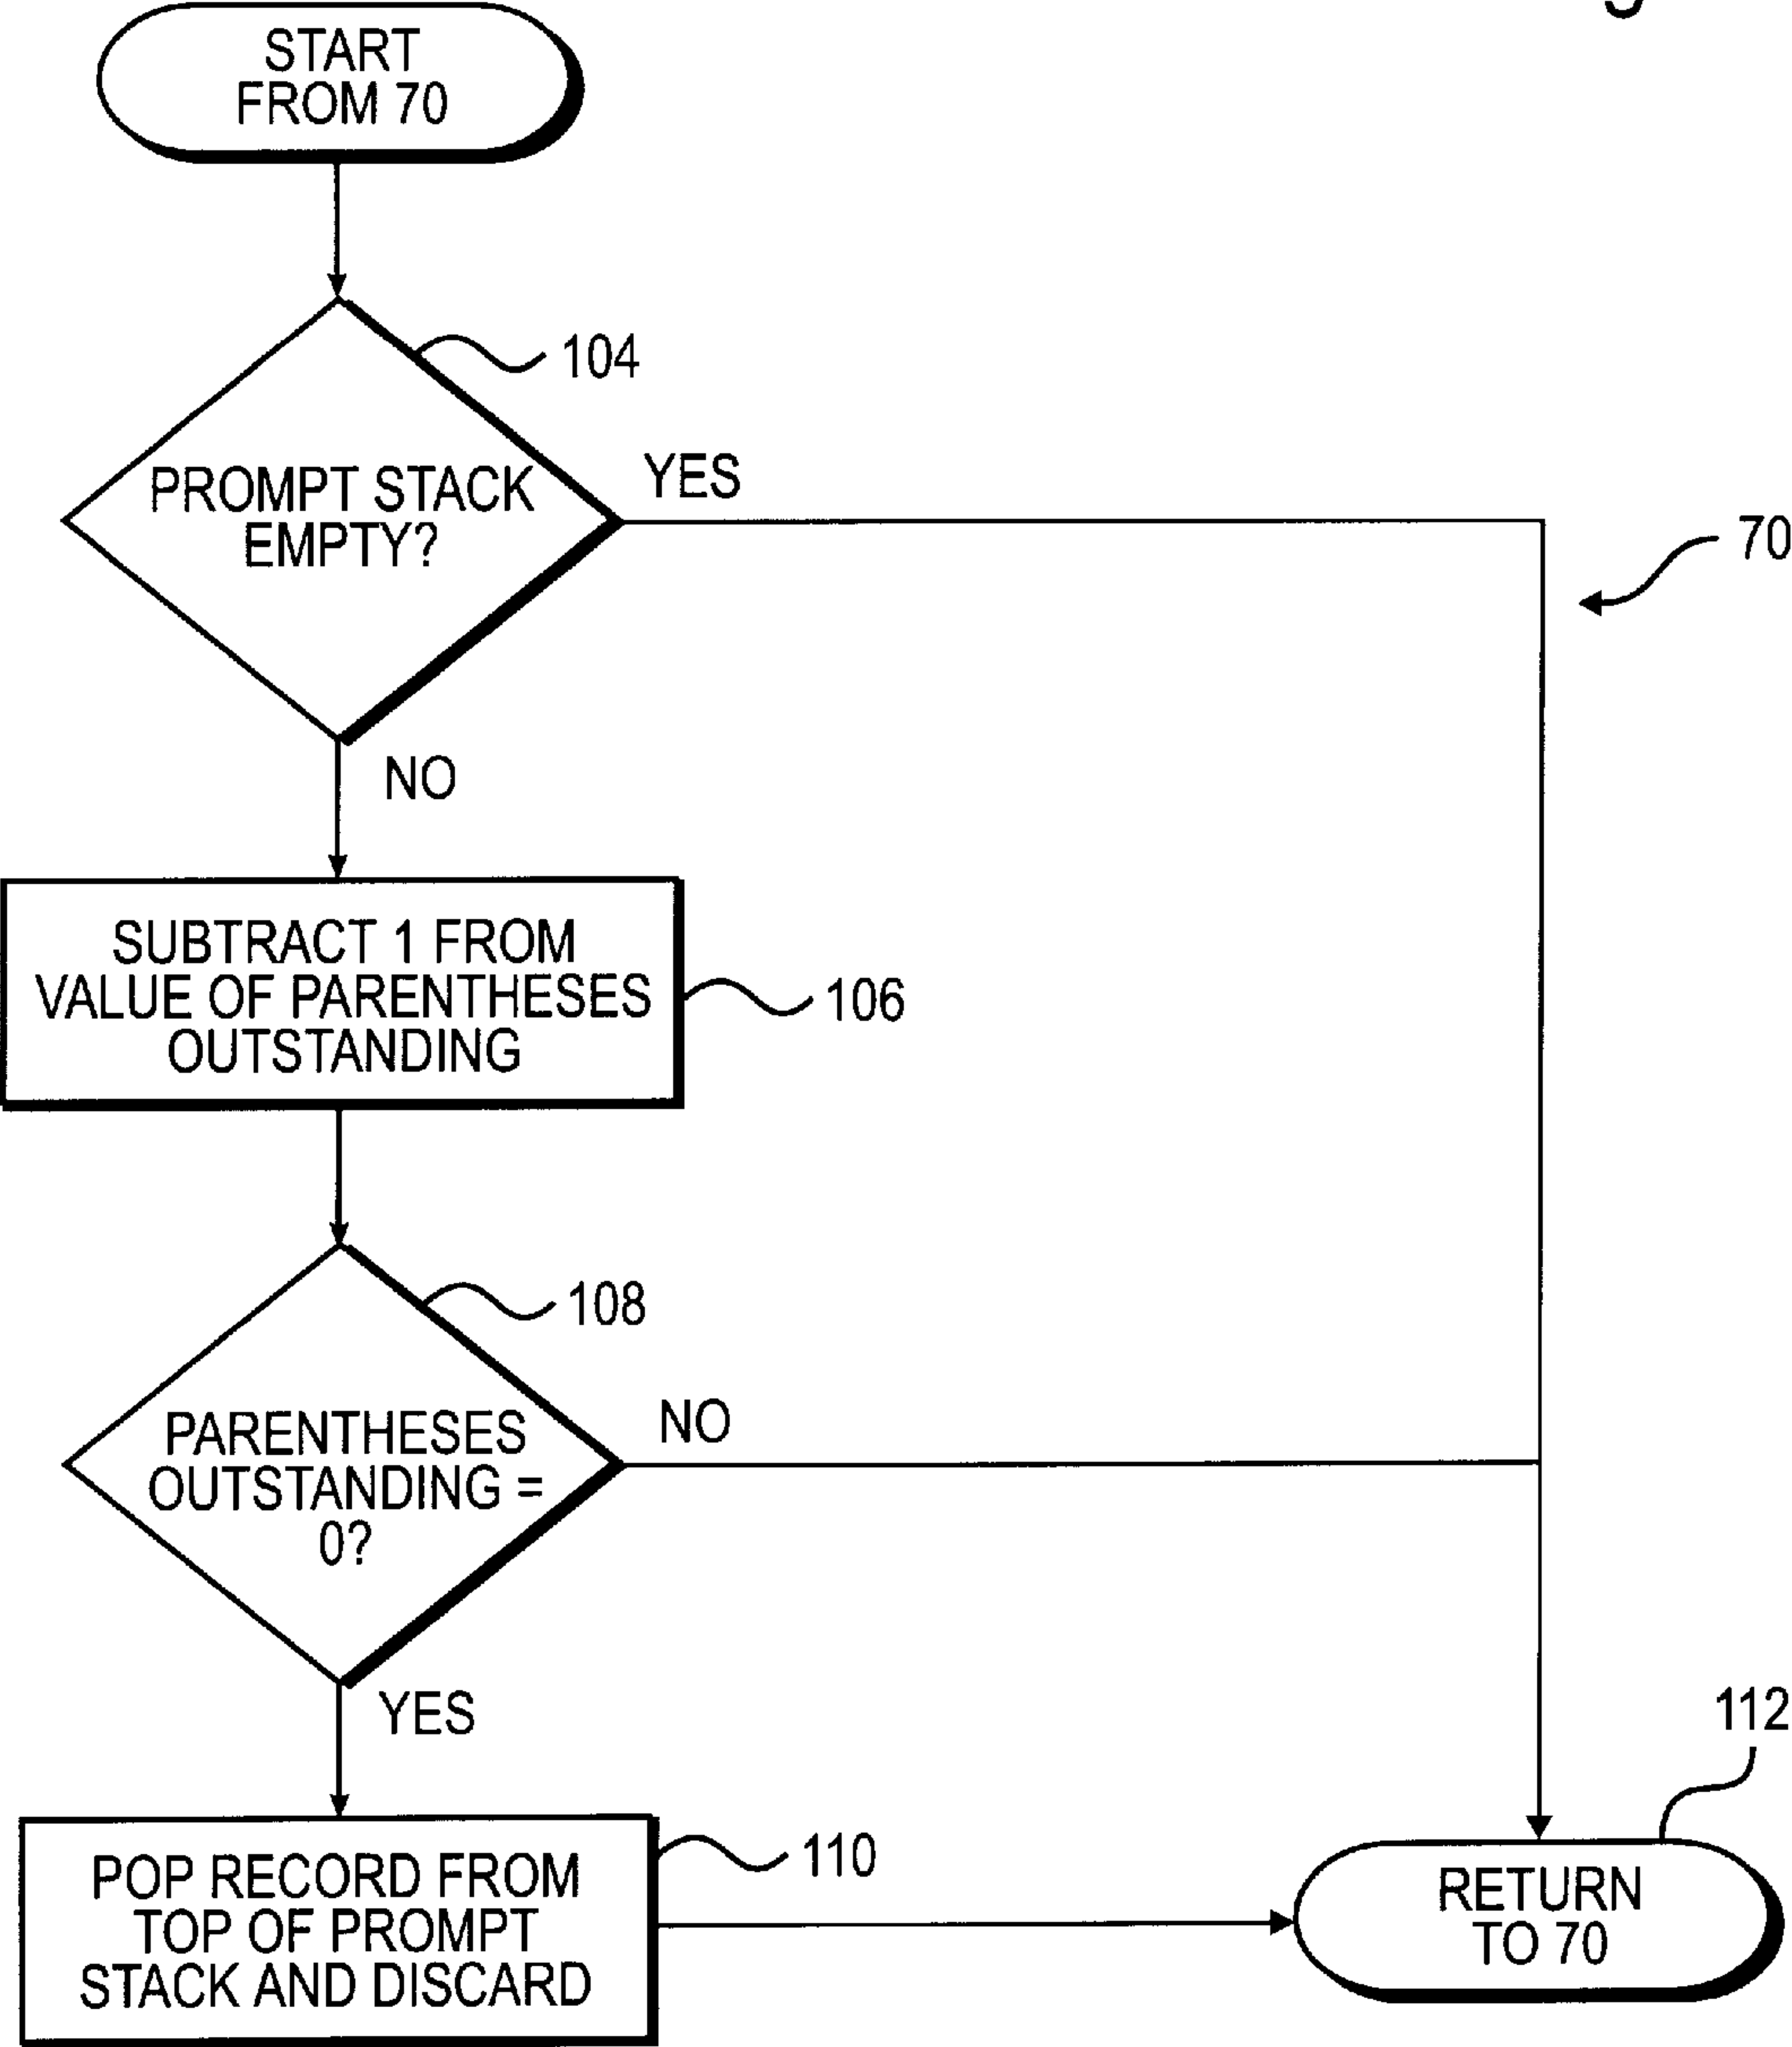 START
FROM 70
104
PROMPT STACK
EMPTY?
YES
70
NO
SUBTRACT 1 FROM
VALUE OF PARENTHESES
OUTSTANDING
106
108
PARENTHESES
OUTSTANDING =
0?
NO
YES
112
POP RECORD FROM
TOP OF PROMPT
STACK AND DISCARD
110
RETURN
TO 70